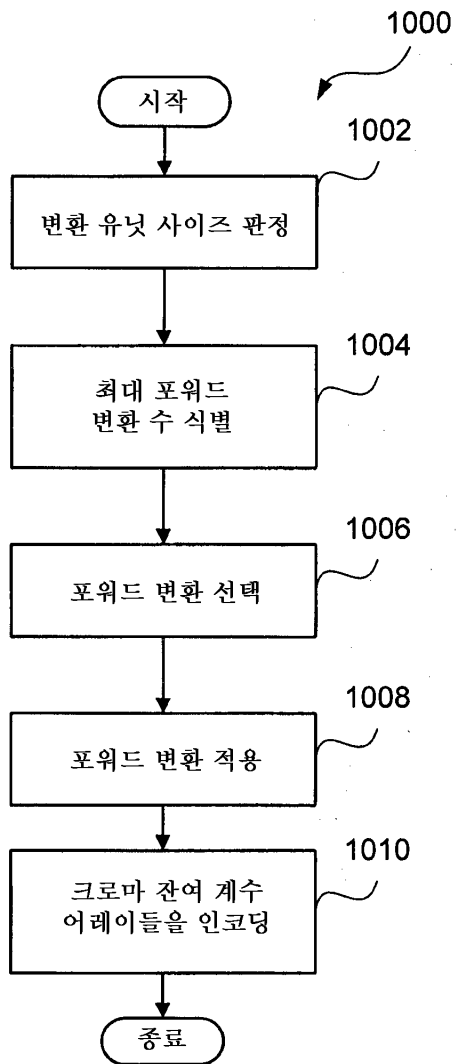 1000
시작
1002
변환 유닛 사이즈 판정
1004
최대 포워드
변환 수 식별
1006
포워드 변환 선택
1008
포워드 변환 적용
1010
크로마 잔여 계수
어레이들을 인코딩
종료